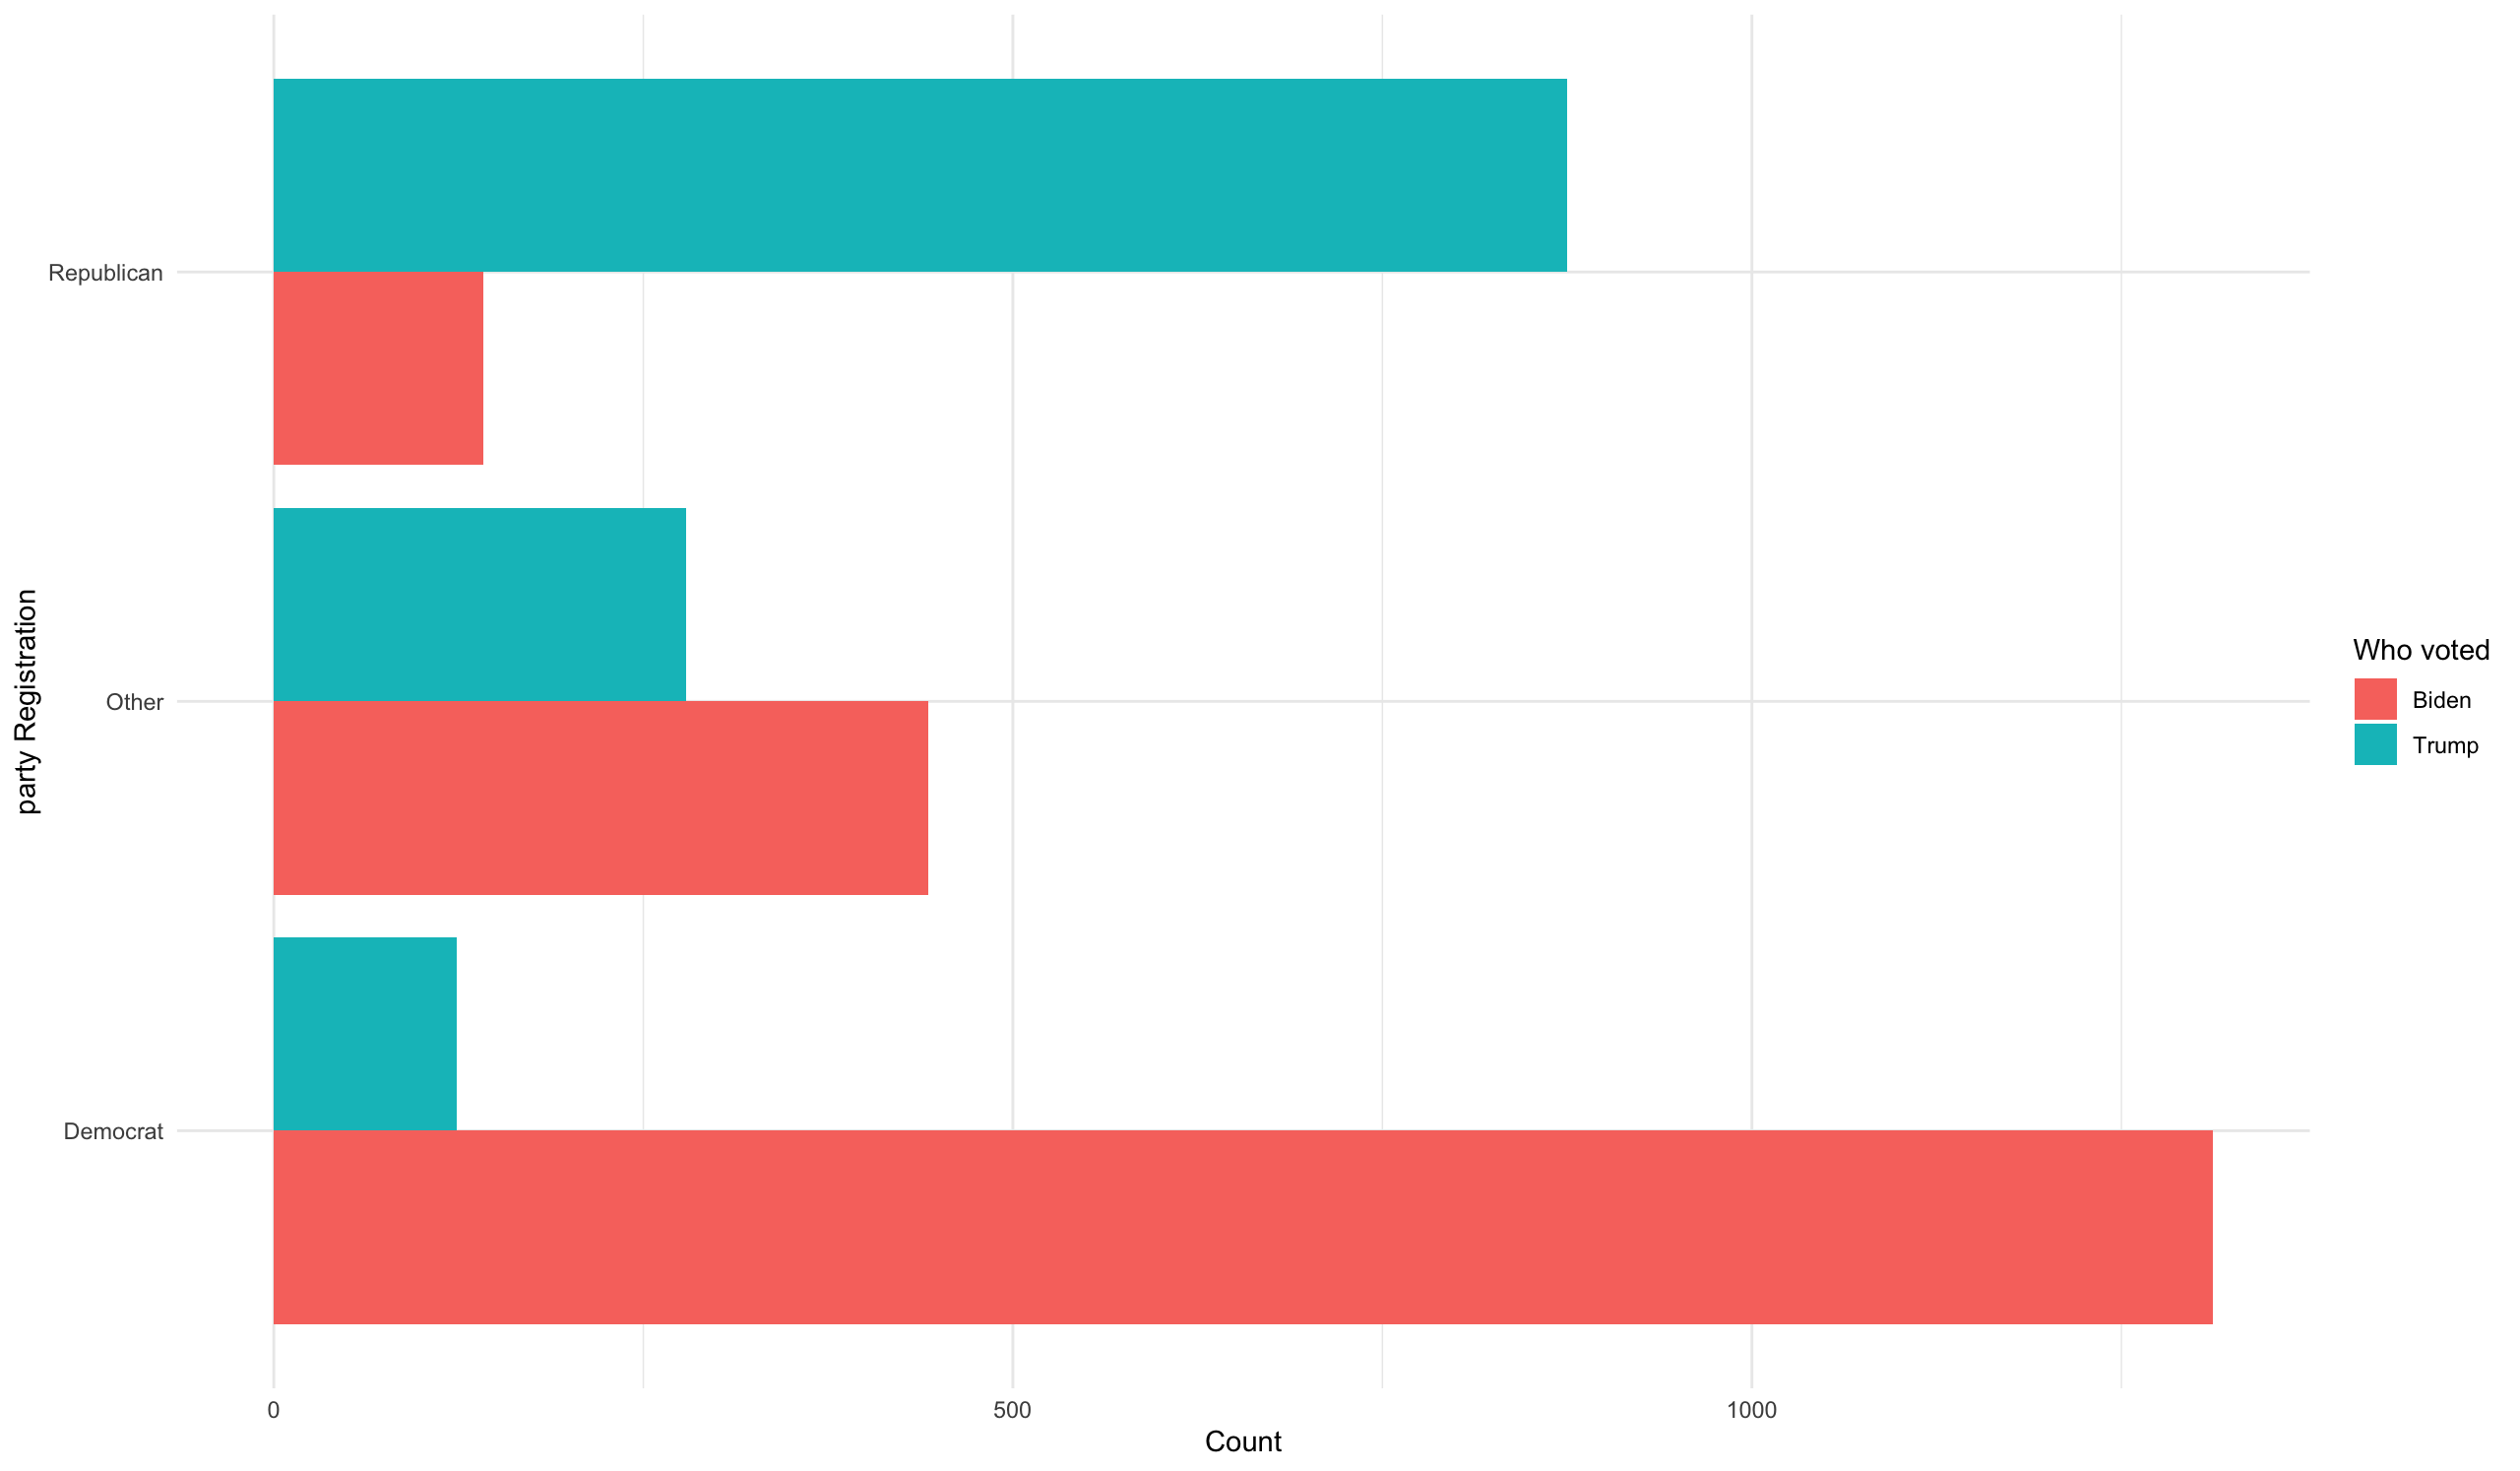 Republican
Other
Democrat
party Registration
0
500
1000
Count
Who voted
Biden
Trump